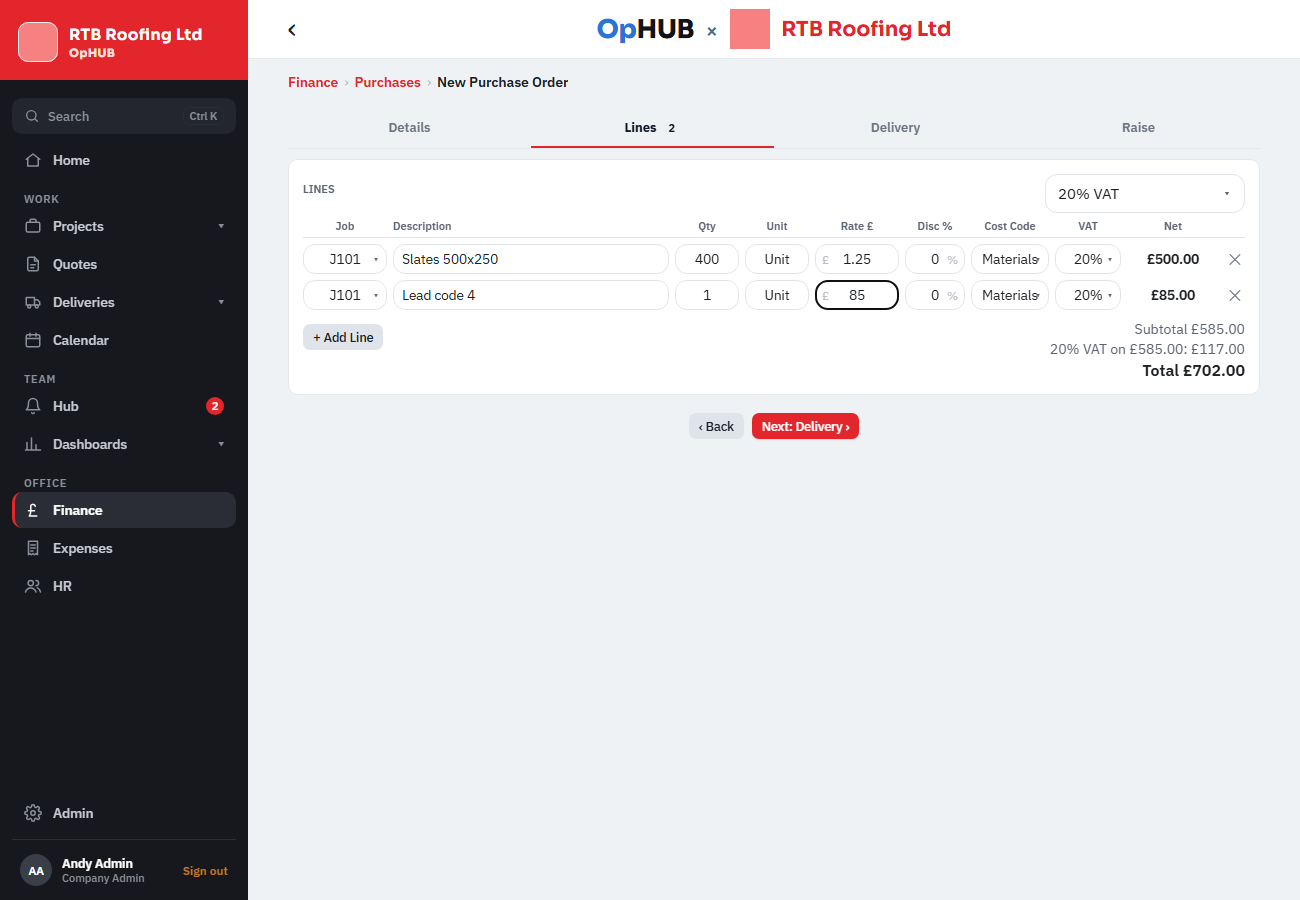 RTB Roofing Ltd
OpHUB
Search Ctrl K
Home
WORK
Projects
Quotes
Deliveries
Calendar
TEAM
Hub 2
Dashboards
OFFICE
Finance
Expenses
HR
Admin
AA
Andy Admin
Company Admin
Sign out
OpHUB × RTB Roofing Ltd
Finance › Purchases › New Purchase Order
Details Lines 2 Delivery Raise
LINES 20% VAT
Job Description Qty Unit Rate £ Disc % Cost Code VAT Net
J101 Slates 500x250 400 Unit £ 1.25 0 % Materials 20% £500.00
J101 Lead code 4 1 Unit £ 85 0 % Materials 20% £85.00
+ Add Line
Subtotal £585.00
20% VAT on £585.00: £117.00
Total £702.00
‹ Back Next: Delivery ›